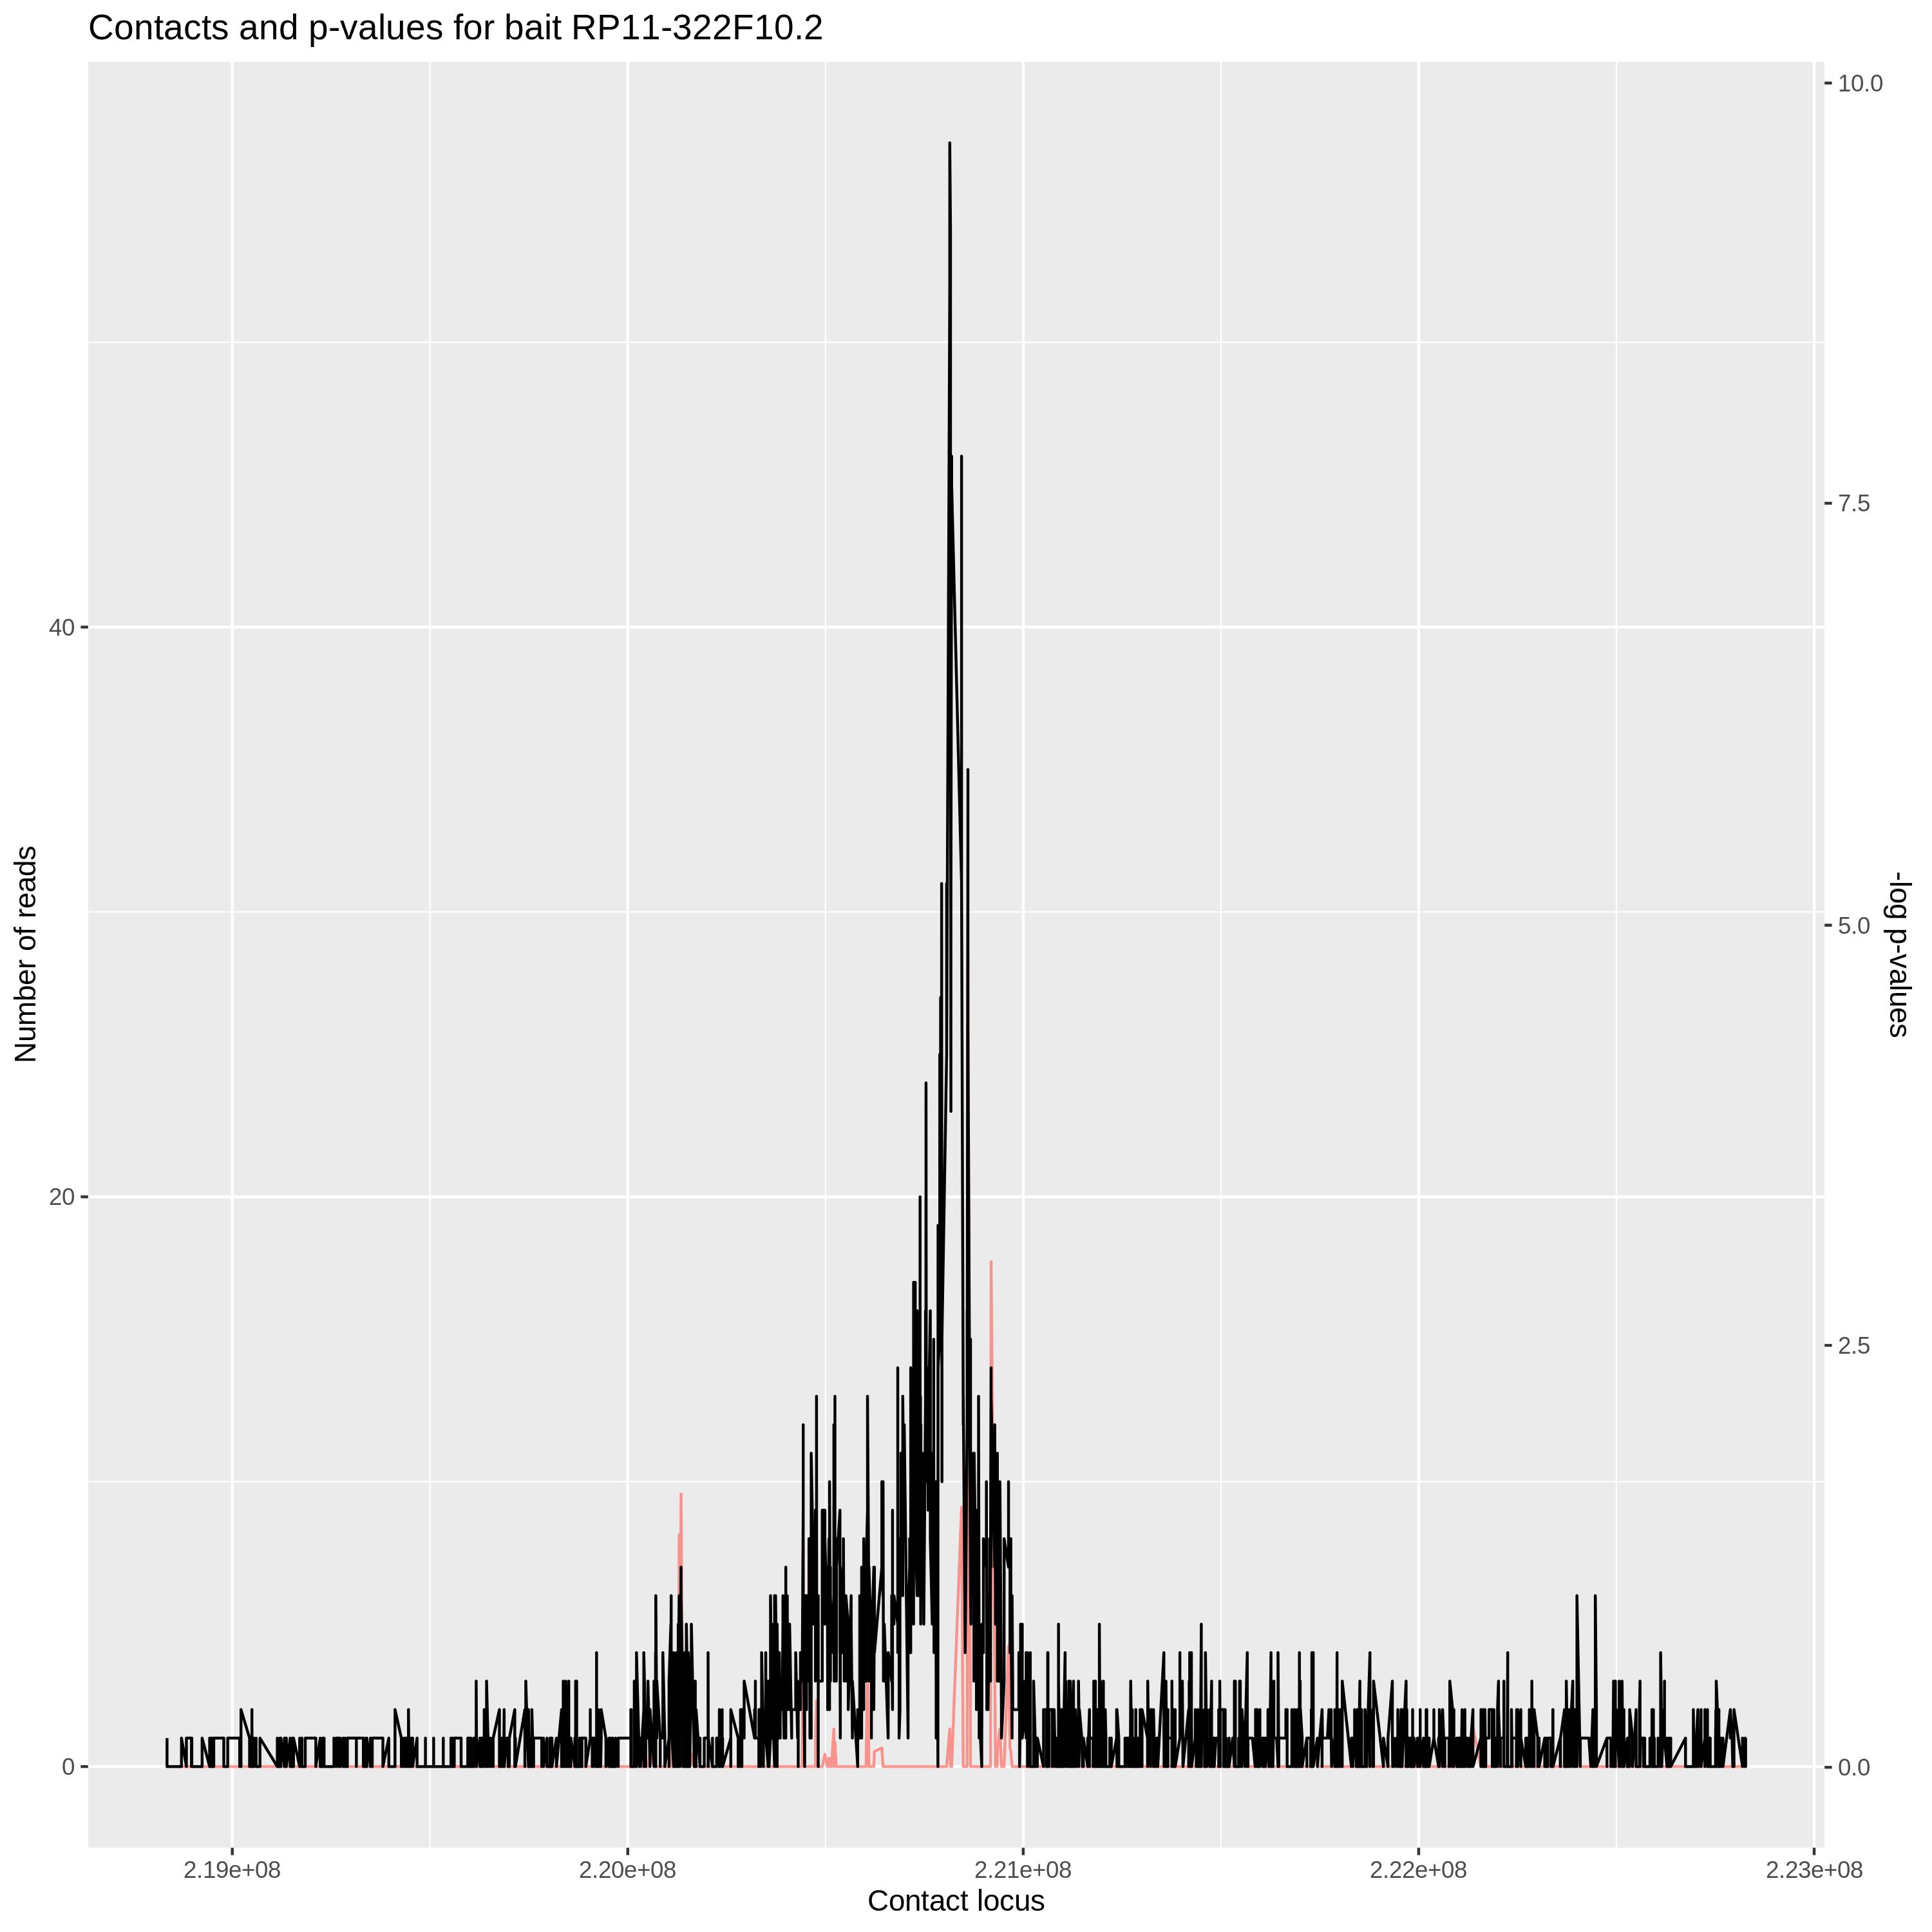 Contacts and p-values for bait RP11-322F10.2
Number of reads
40
20
0
10.0
7.5
5.0
2.5
0.0
-log p-values
2.19e+08 2.20e+08 2.21e+08 2.22e+08 2.23e+08
Contact locus